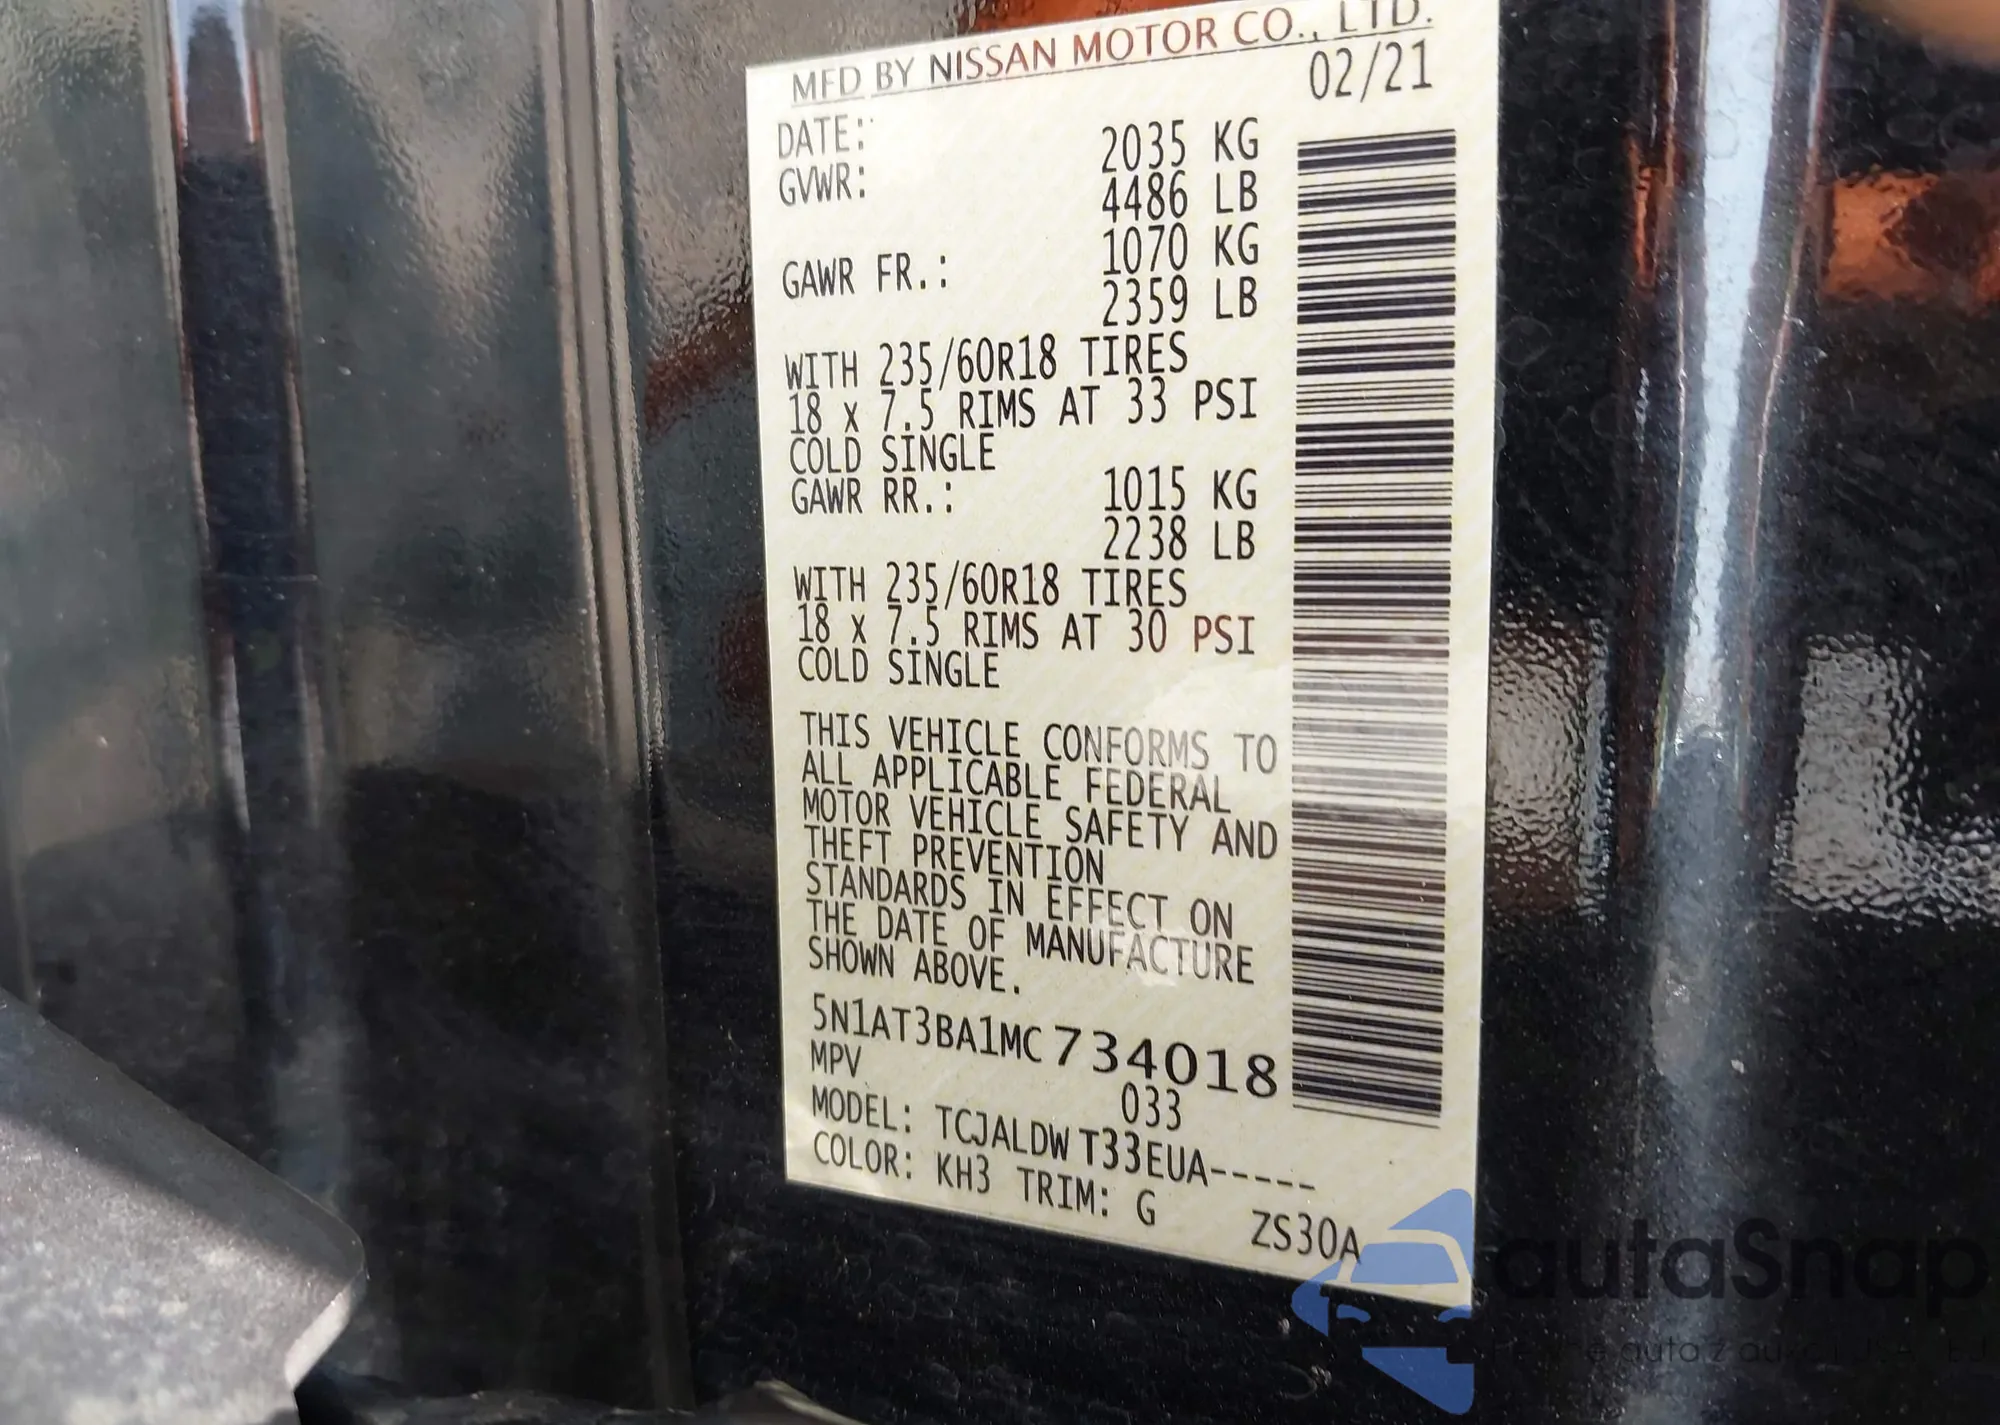 MFD BY NISSAN MOTOR CO., LTD.
DATE: 02/21
GVWR: 2035 KG
4486 LB
GAWR FR.: 1070 KG
2359 LB
WITH 235/60R18 TIRES
18 x 7.5 RIMS AT 33 PSI
COLD SINGLE
GAWR RR.: 1015 KG
2238 LB
WITH 235/60R18 TIRES
18 x 7.5 RIMS AT 30 PSI
COLD SINGLE
THIS VEHICLE CONFORMS TO
ALL APPLICABLE FEDERAL
MOTOR VEHICLE SAFETY AND
THEFT PREVENTION
STANDARDS IN EFFECT ON
THE DATE OF MANUFACTURE
SHOWN ABOVE.
5N1AT3BA1MC734018
MPV 033
MODEL: TCJALDWT33EUA-----
COLOR: KH3 TRIM: G ZS30A
autaSnap